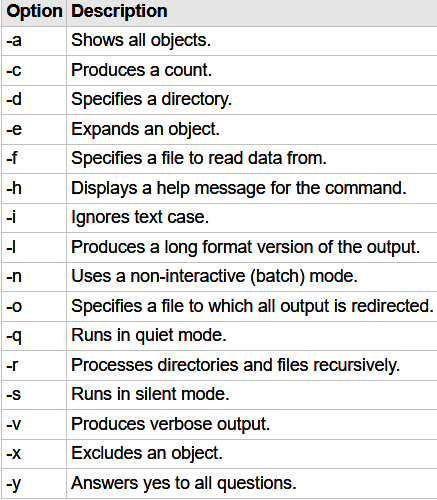 Option Description
-a Shows all objects.
-c Produces a count.
-d Specifies a directory.
-e Expands an object.
-f Specifies a file to read data from.
-h Displays a help message for the command.
-i Ignores text case.
-l Produces a long format version of the output.
-n Uses a non-interactive (batch) mode.
-o Specifies a file to which all output is redirected.
-q Runs in quiet mode.
-r Processes directories and files recursively.
-s Runs in silent mode.
-v Produces verbose output.
-x Excludes an object.
-y Answers yes to all questions.